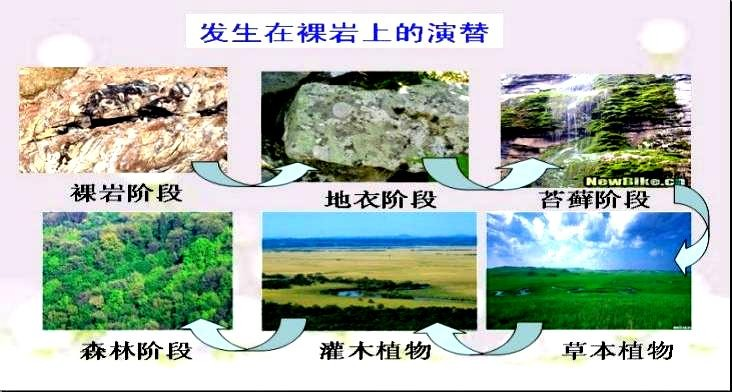 发生在裸岩上的演替
裸岩阶段
地衣阶段
苔藓阶段
NewBike.cn
森林阶段
灌木植物
草本植物